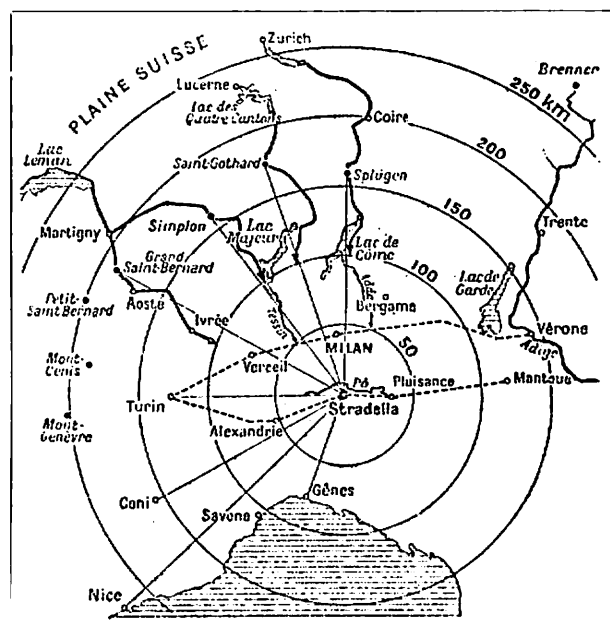 Zurich
PLAINE SUISSE
Brenner
Lucerne
250 km
Lac des
Quatre Cantons
Coire
200
Lac
Léman
Saint-Gothard
Splügen
150
Martigny
Simplon
Lac
Majeur
Trente
Grand
Saint-Bernard
Lac de
Côme
100
Lac de
Garde
Petit-
Saint-Bernard
Aoste
Adda
Bergame
Ivrée
Tessin
50
Vérone
MILAN
Adige
Mont-
Cenis
Verceil
Pô
Plaisance
Mantoue
Turin
Stradella
Mont-
Genèvre
Alexandrie
Coni
Gênes
Savone
Nice